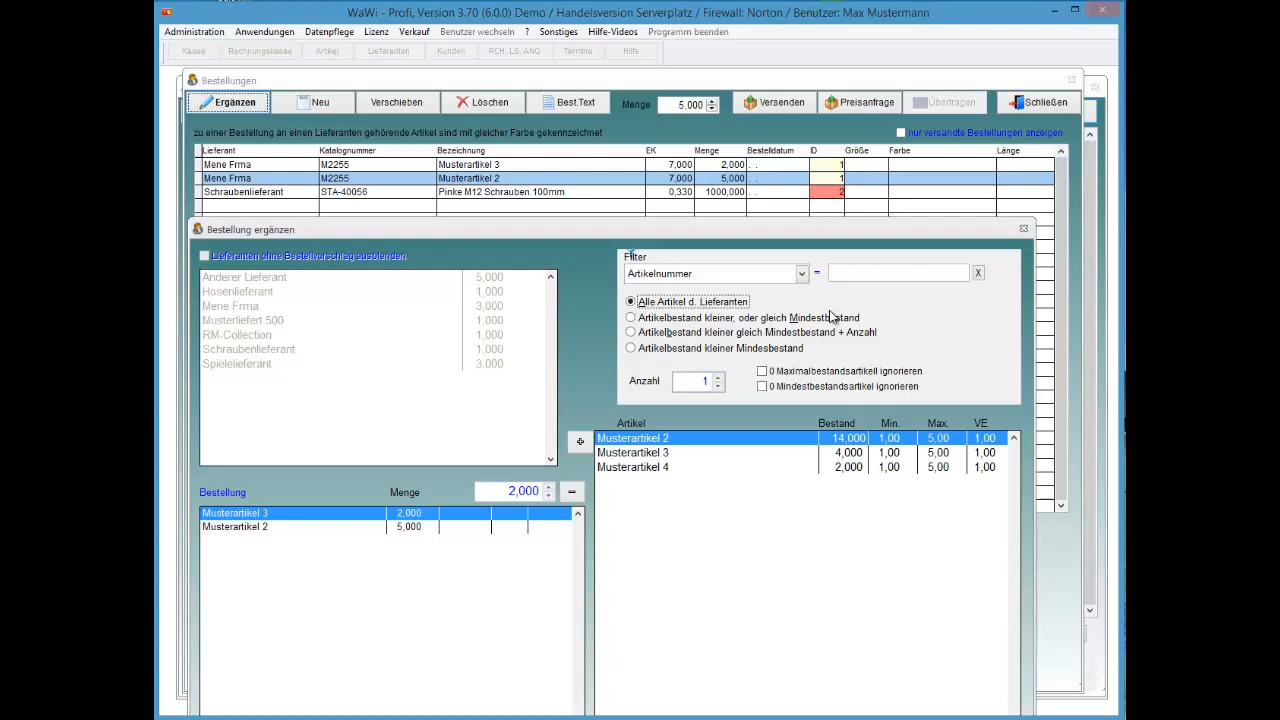 WaWi - Profi, Version 3.70 (6.0.0) Demo / Handelsversion Serverplatz / Firewall: Norton / Benutzer: Max Mustermann
Administration Anwendungen Datenpflege Lizenz Verkauf Benutzer wechseln ? Sonstiges Hilfe-Videos Programm beenden
Kasse Rechnungskasse Artikel Lieferanten Kunden RCH, LS, ANG Termine Hilfe
Bestellungen
Ergänzen Neu Verschieben Löschen Best.Text Menge 5,000 Versenden Preisanfrage Übertragen Schließen
zu einer Bestellung an einen Lieferanten gehörende Artikel sind mit gleicher Farbe gekennzeichnet nur versandte Bestellungen anzeigen
Lieferant Katalognummer Bezeichnung EK Menge Bestelldatum ID Größe Farbe Länge
Mene Frma M2255 Musterartikel 3 7,000 2,000 . . 1
Mene Frma M2255 Musterartikel 2 7,000 5,000 . . 1
Schraubenlieferant STA-40056 Pinke M12 Schrauben 100mm 0,330 1000,000 . . 2
Bestellung ergänzen
Lieferanten ohne Bestellvorschlag ausblenden
Anderer Lieferant 5,000
Hosenlieferant 1,000
Mene Frma 3,000
Musterliefert 500 1,000
RM-Collection 1,000
Schraubenlieferant 1,000
Spielelieferant 3,000
Filter
Artikelnummer = X
Alle Artikel d. Lieferanten
Artikelbestand kleiner, oder gleich Mindestbestand
Artikelbestand kleiner gleich Mindestbestand + Anzahl
Artikelbestand kleiner Mindesbestand
Anzahl 1
0 Maximalbestandsartikell ignorieren
0 Mindestbestandsartikel ignorieren
Artikel Bestand Min. Max. VE
Musterartikel 2 14,000 1,00 5,00 1,00
Musterartikel 3 4,000 1,00 5,00 1,00
Musterartikel 4 2,000 1,00 5,00 1,00
Bestellung Menge 2,000
Musterartikel 3 2,000
Musterartikel 2 5,000